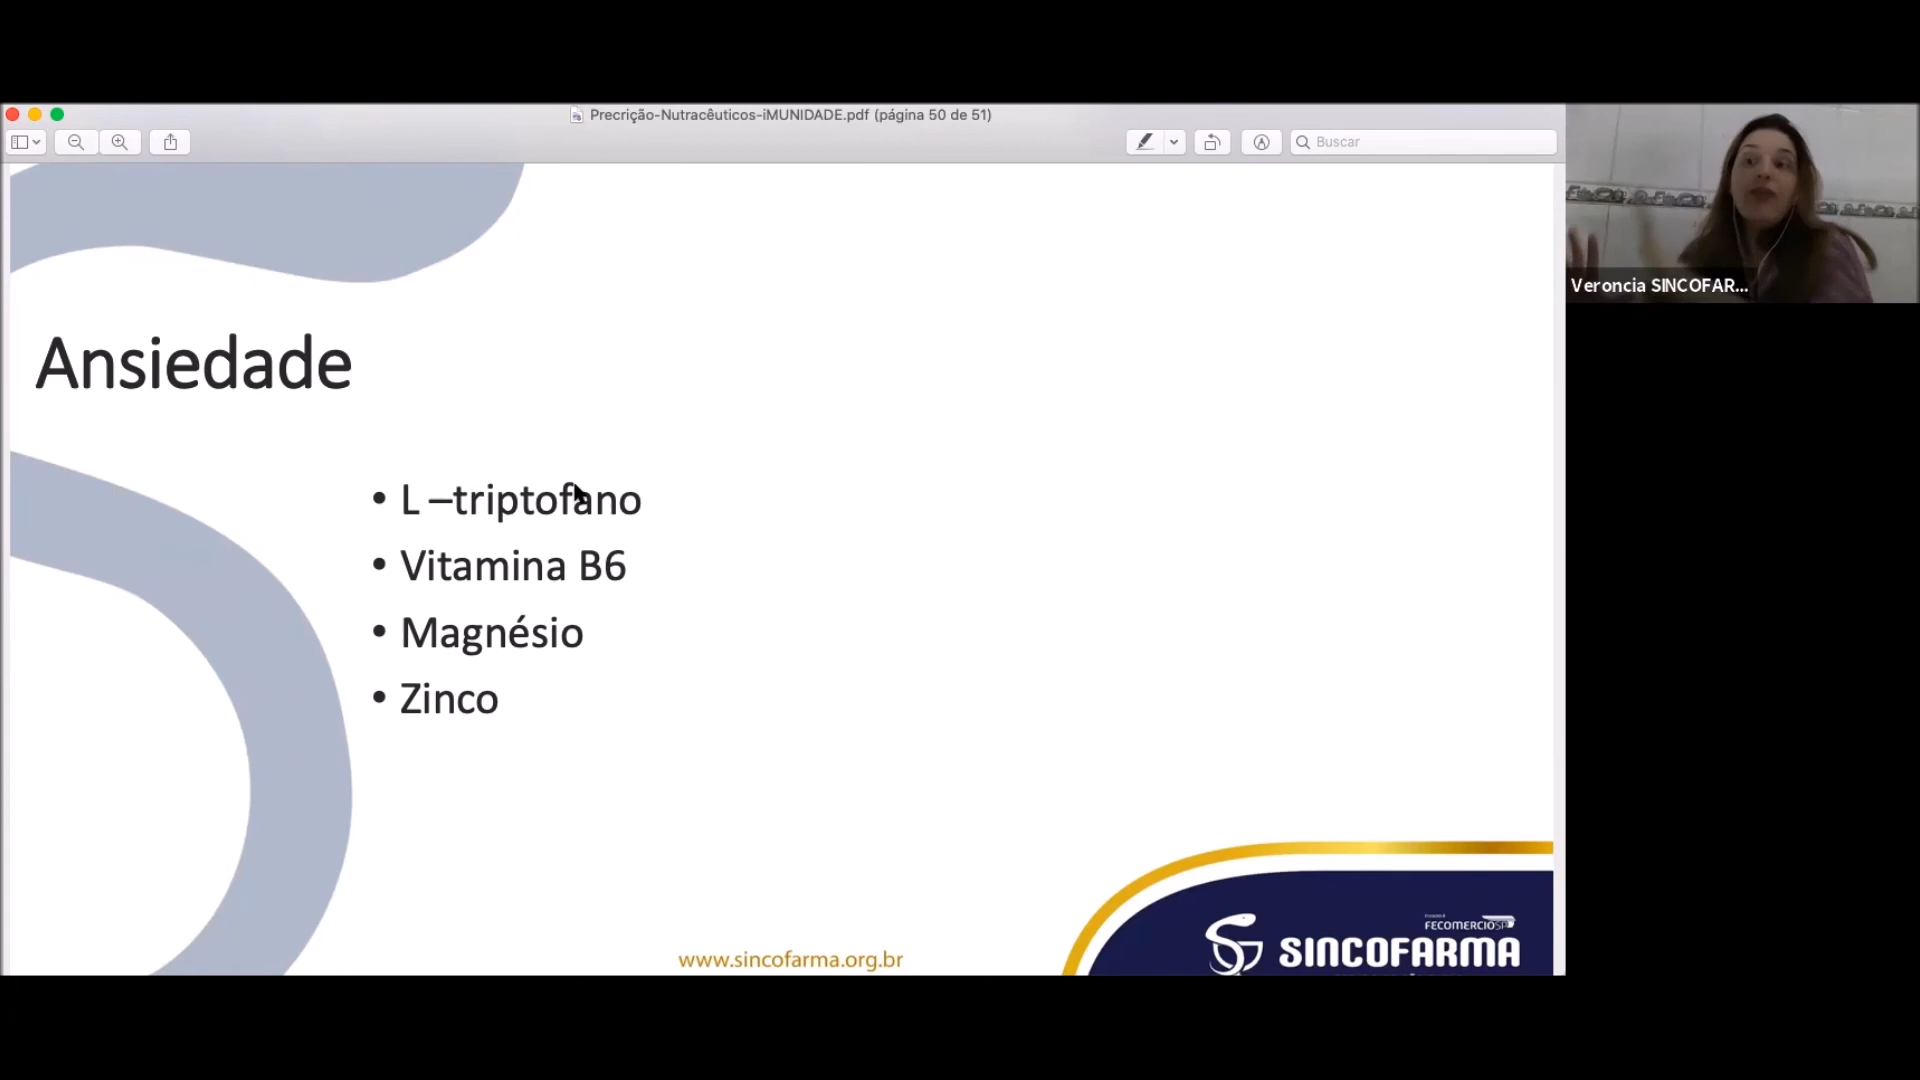 Precrição-Nutracêuticos-iMUNIDADE.pdf (página 50 de 51)
Buscar
Veroncia SINCOFAR...
Ansiedade
• L –triptofano
• Vitamina B6
• Magnésio
• Zinco
FECOMERCIOSP
SINCOFARMA
www.sincofarma.org.br